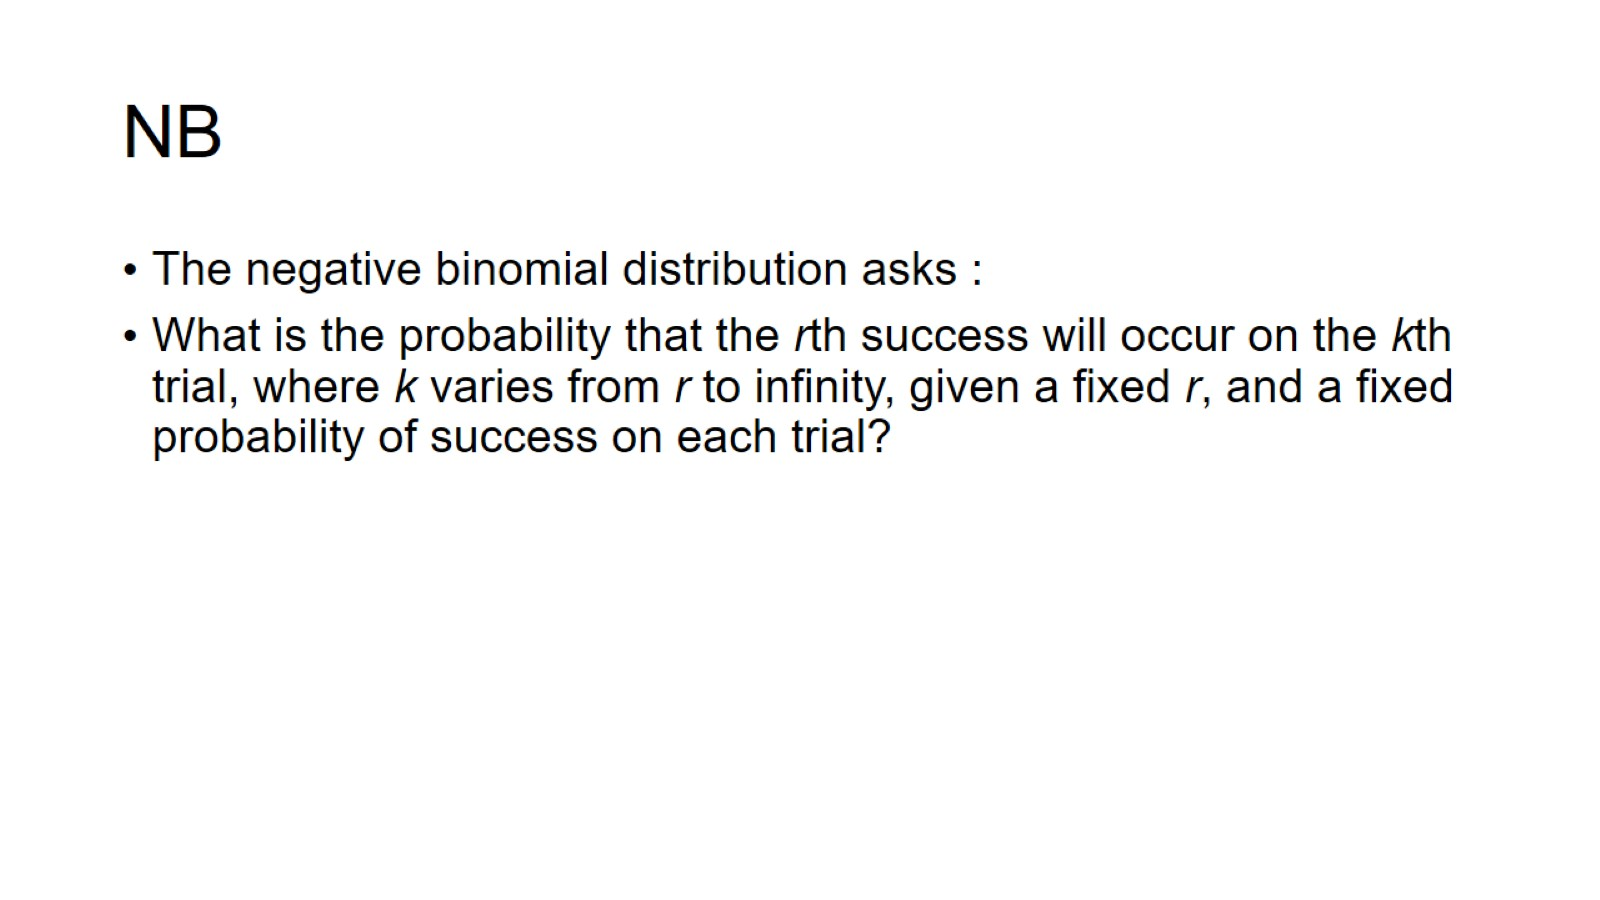 NB
• The negative binomial distribution asks :
• What is the probability that the rth success will occur on the kth
trial, where k varies from r to infinity, given a fixed r, and a fixed
probability of success on each trial?